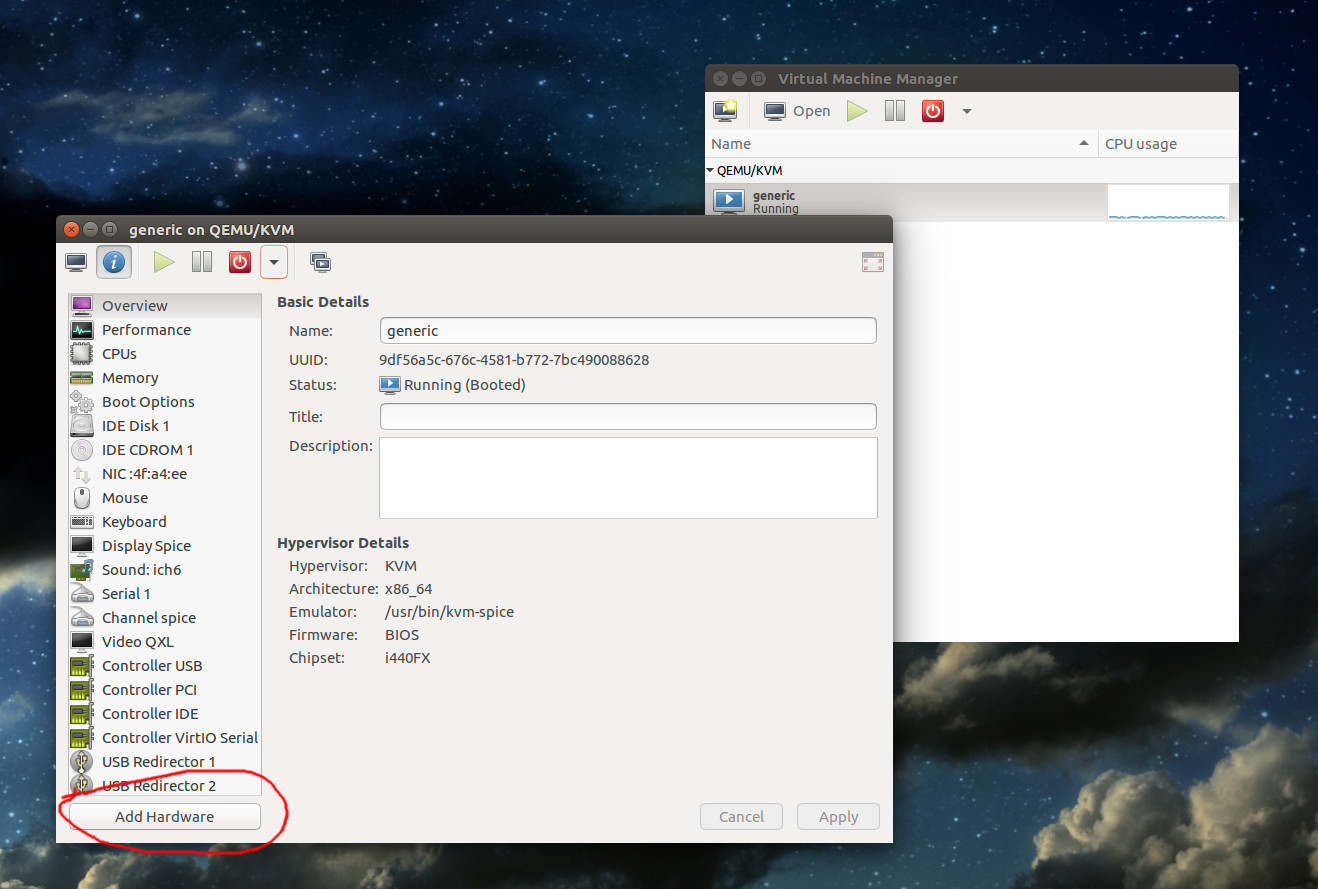 Virtual Machine Manager
Open
Name CPU usage
QEMU/KVM
generic
Running
generic on QEMU/KVM
Overview
Performance
CPUs
Memory
Boot Options
IDE Disk 1
IDE CDROM 1
NIC :4f:a4:ee
Mouse
Keyboard
Display Spice
Sound: ich6
Serial 1
Channel spice
Video QXL
Controller USB
Controller PCI
Controller IDE
Controller VirtIO Serial
USB Redirector 1
USB Redirector 2
Add Hardware
Basic Details
Name: generic
UUID: 9df56a5c-676c-4581-b772-7bc490088628
Status: Running (Booted)
Title:
Description:
Hypervisor Details
Hypervisor: KVM
Architecture: x86_64
Emulator: /usr/bin/kvm-spice
Firmware: BIOS
Chipset: i440FX
Cancel Apply